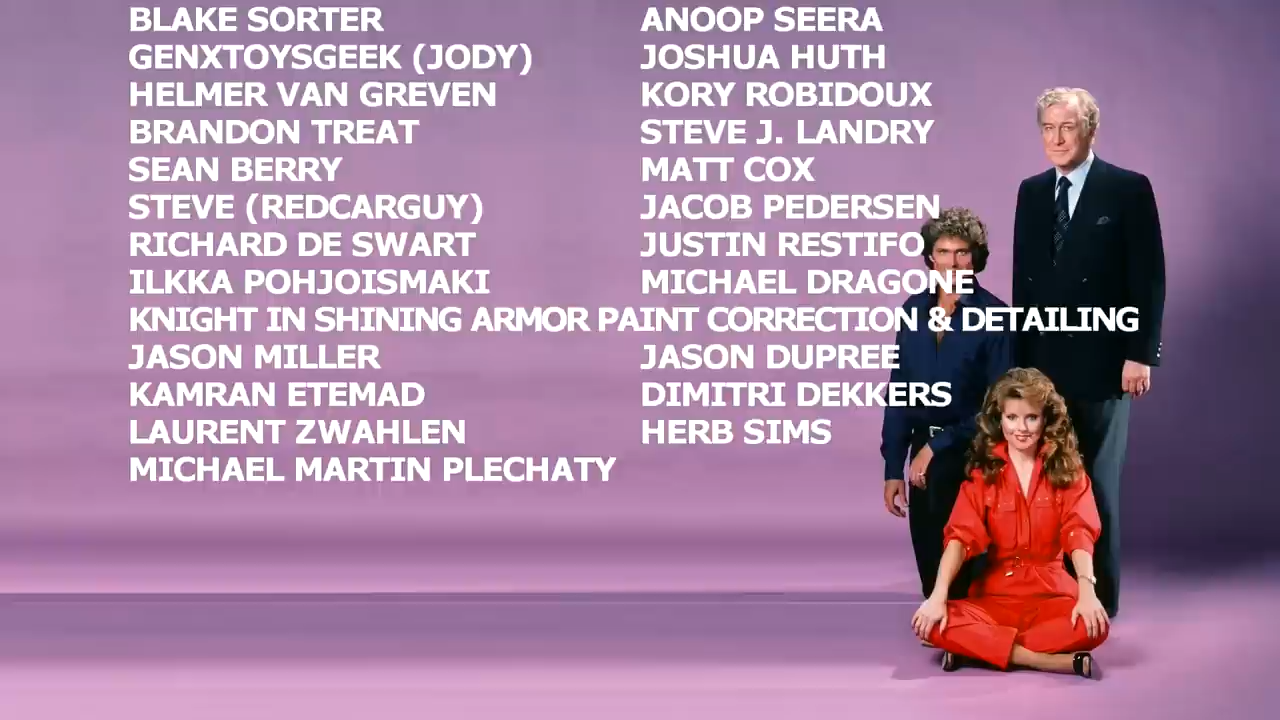 BLAKE SORTER ANOOP SEERA
GENXTOYSGEEK (JODY) JOSHUA HUTH
HELMER VAN GREVEN KORY ROBIDOUX
BRANDON TREAT STEVE J. LANDRY
SEAN BERRY MATT COX
STEVE (REDCARGUY) JACOB PEDERSEN
RICHARD DE SWART JUSTIN RESTIFO
ILKKA POHJOISMAKI MICHAEL DRAGONE
KNIGHT IN SHINING ARMOR PAINT CORRECTION & DETAILING
JASON MILLER JASON DUPREE
KAMRAN ETEMAD DIMITRI DEKKERS
LAURENT ZWAHLEN HERB SIMS
MICHAEL MARTIN PLECHATY